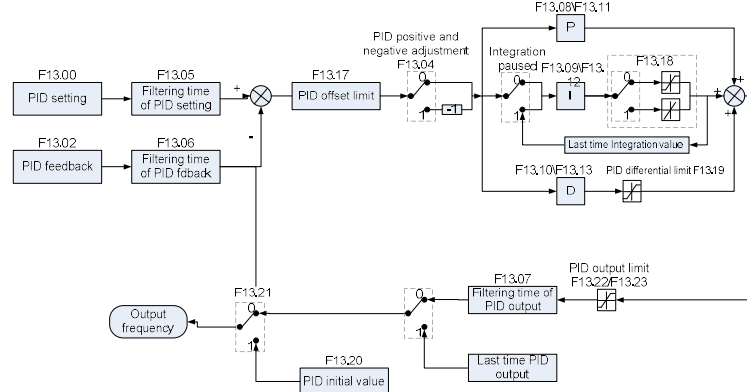 F13.08\F13.11
P
PID positive and
negative adjustment
F13.04
Integration
paused
F13.09\F13.
12
F13.18
F13.00
F13.05
F13.17
0
0
0
PID setting
Filtering time
of PID setting
+
PID offset limit
1
-1
1
I
1
+
+
+
-
F13.02
F13.06
Last time Integration value
PID feedback
Filtering time
of PID fdback
F13.10\F13.13
D
PID differential limit F13.19
F13.21
0
1
Output
frequency
0
1
F13.07
Filtering time of
PID output
PID output limit
F13.22/F13.23
F13.20
PID initial value
Last time PID
output